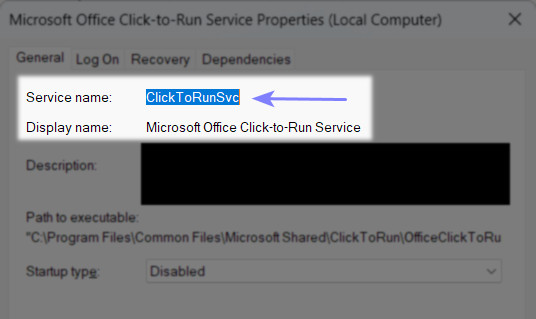 Microsoft Office Click-to-Run Service Properties (Local Computer)
General Log On Recovery Dependencies
Service name: ClickToRunSvc
Display name: Microsoft Office Click-to-Run Service
Description:
Path to executable:
"C:\Program Files\Common Files\Microsoft Shared\ClickToRun\OfficeClickToRu
Startup type: Disabled